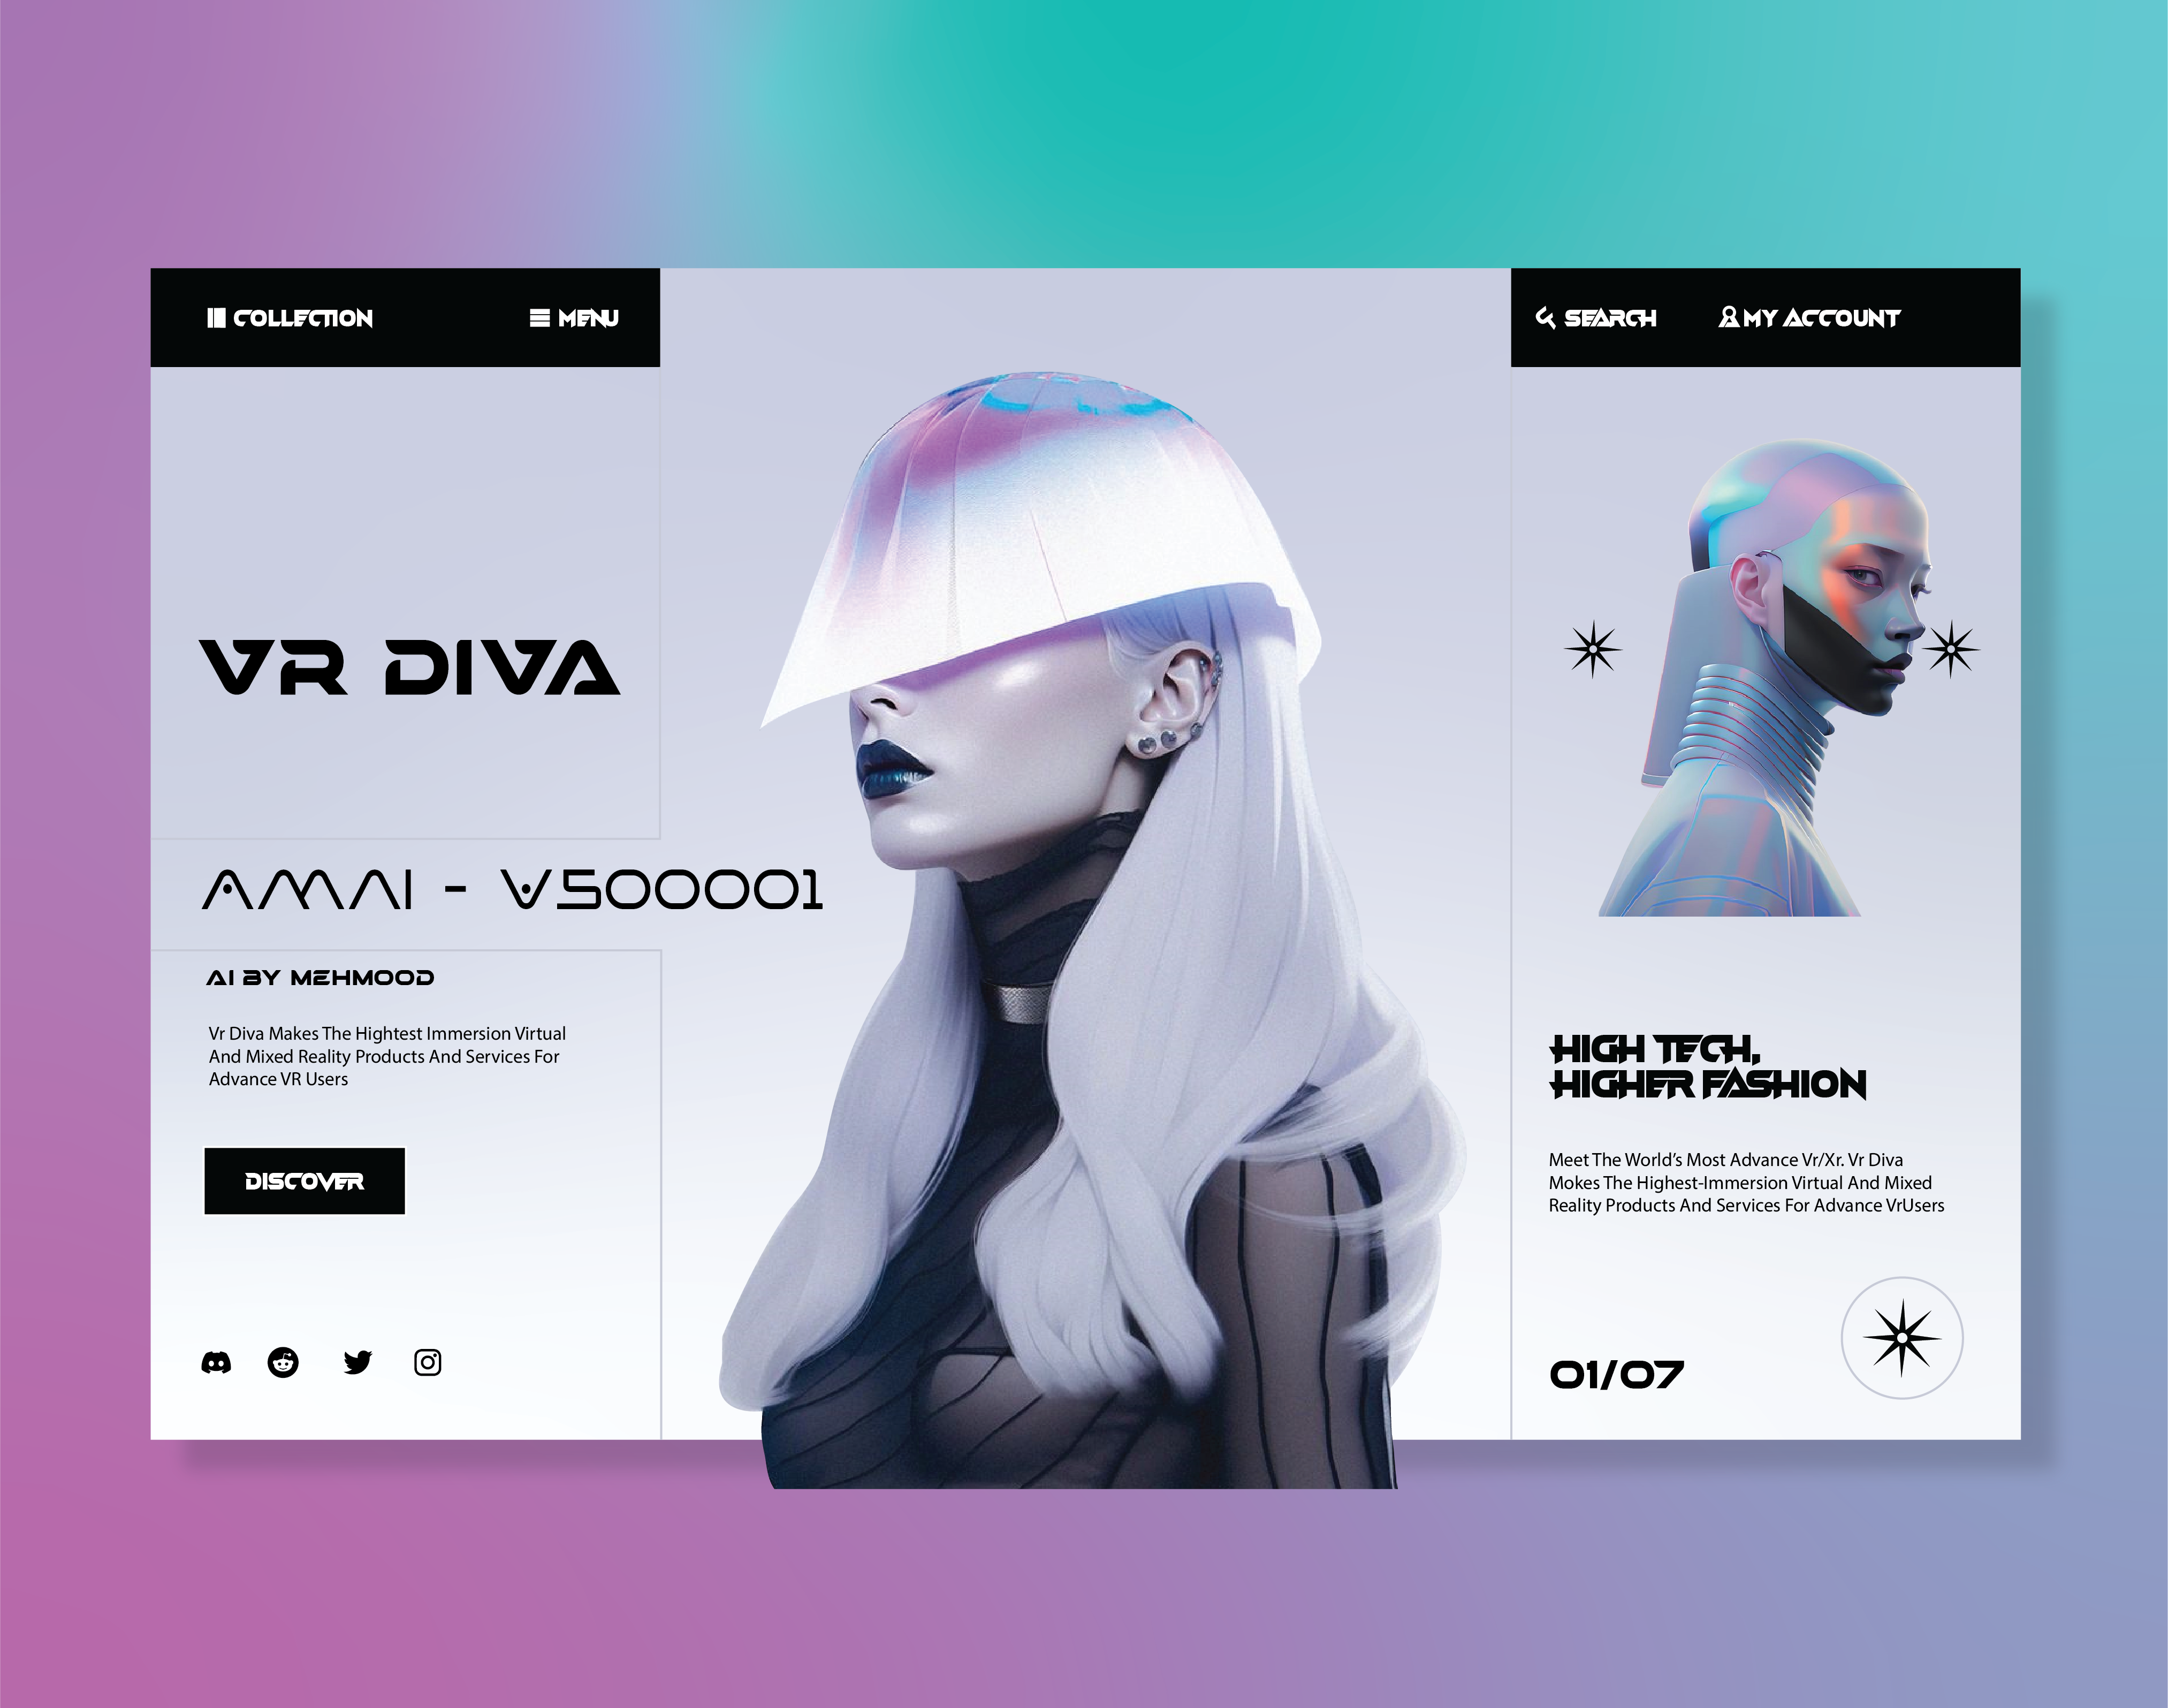 COLLECTION
MENU
SEARCH
MY ACCOUNT
VR DIVA
AMAI - V500001
AI BY MEHMOOD
Vr Diva Makes The Hightest Immersion Virtual
And Mixed Reality Products And Services For
Advance VR Users
DISCOVER
HIGH TECH,
HIGHER FASHION
Meet The World's Most Advance Vr/Xr. Vr Diva
Mokes The Highest-Immersion Virtual And Mixed
Reality Products And Services For Advance VrUsers
01/07